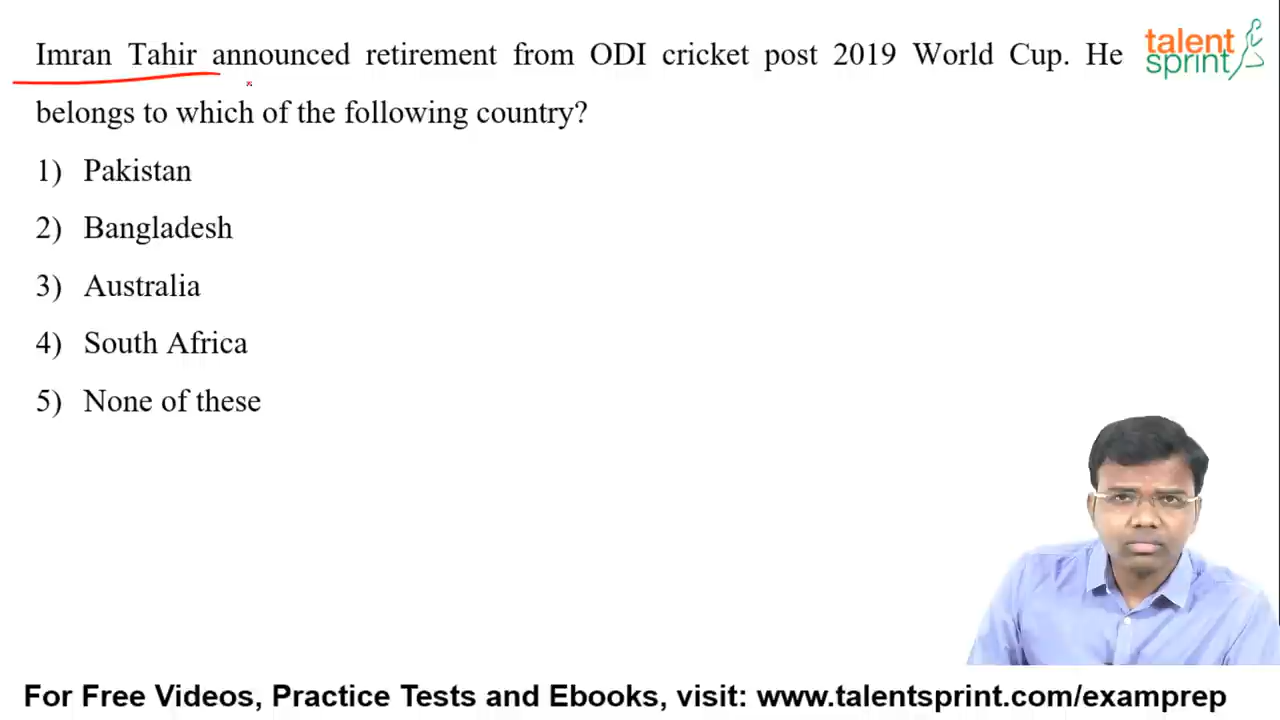 Imran Tahir announced retirement from ODI cricket post 2019 World Cup. He
belongs to which of the following country?
1) Pakistan
2) Bangladesh
3) Australia
4) South Africa
5) None of these
talent
sprint
For Free Videos, Practice Tests and Ebooks, visit: www.talentsprint.com/examprep